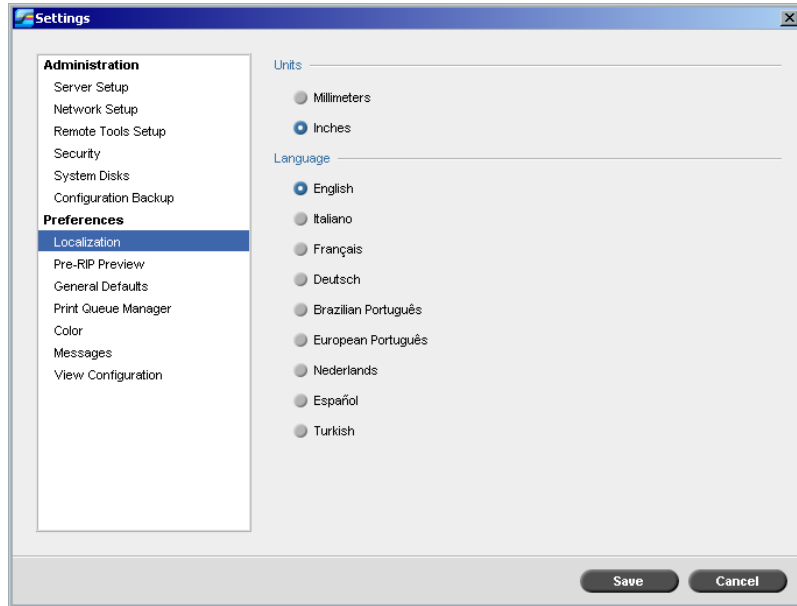 Settings
Administration
Server Setup
Network Setup
Remote Tools Setup
Security
System Disks
Configuration Backup
Preferences
Localization
Pre-RIP Preview
General Defaults
Print Queue Manager
Color
Messages
View Configuration
Units
Millimeters
Inches
Language
English
Italiano
Français
Deutsch
Brazilian Português
European Português
Nederlands
Español
Turkish
Save
Cancel